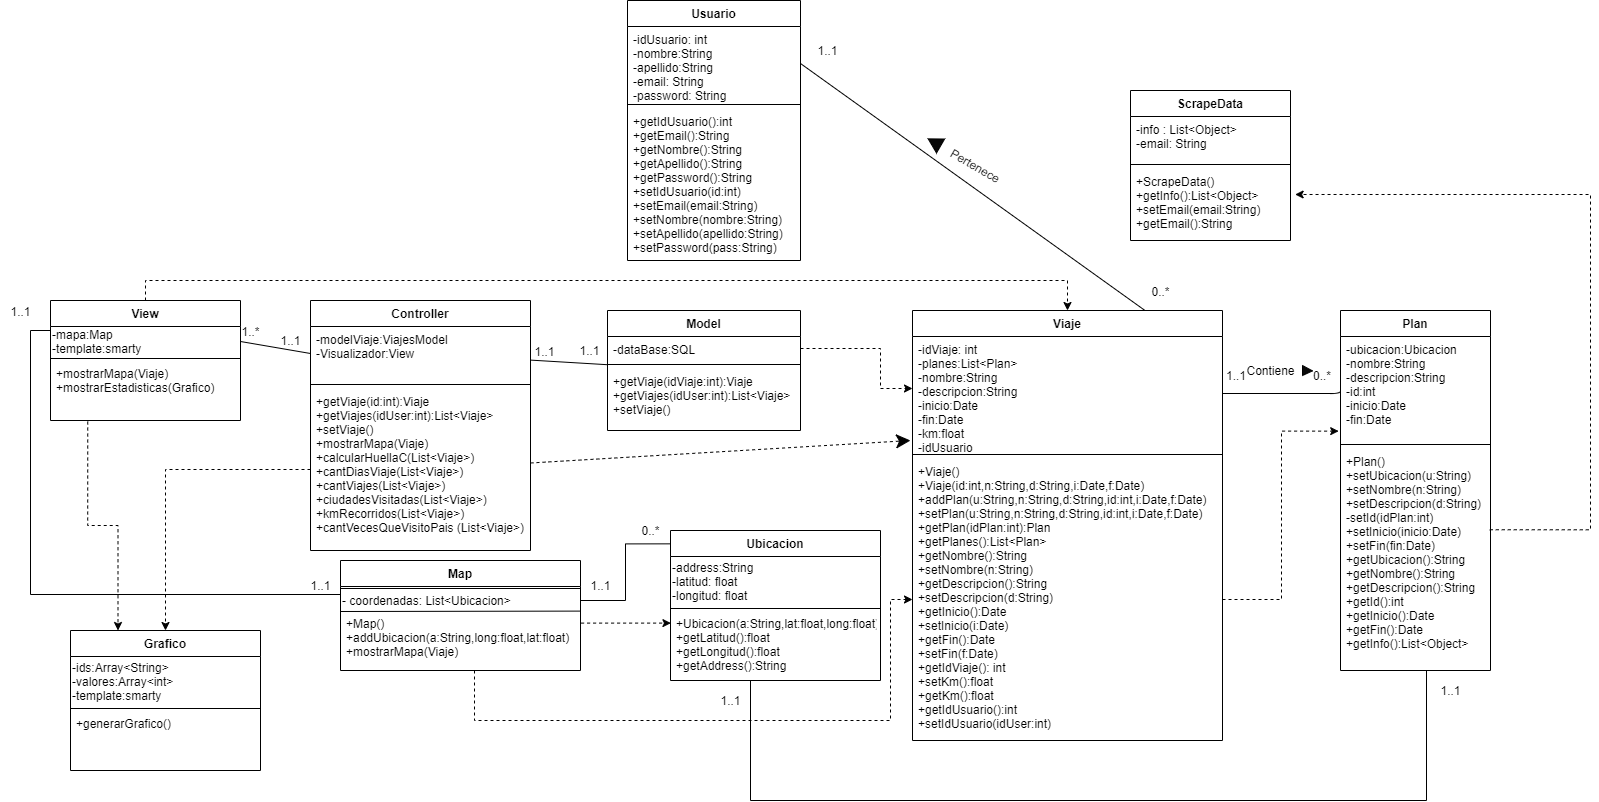 Usuario
-idUsuario: int
-nombre:String
-apellido:String
-email: String
-password: String
+getIdUsuario():int
+getEmail():String
+getNombre():String
+getApellido():String
+getPassword():String
+setIdUsuario(id:int)
+setEmail(email:String)
+setNombre(nombre:String)
+setApellido(apellido:String)
+setPassword(pass:String)
1..1
Pertenece
0..*
ScrapeData
-info : List<Object>
-email: String
+ScrapeData()
+getInfo():List<Object>
+setEmail(email:String)
+getEmail():String
1..1
View
-mapa:Map
-template:smarty
+mostrarMapa(Viaje)
+mostrarEstadisticas(Grafico)
1..*
1..1
Controller
-modelViaje:ViajesModel
-Visualizador:View
+getViaje(id:int):Viaje
+getViajes(idUser:int):List<Viaje>
+setViaje()
+mostrarMapa(Viaje)
+calcularHuellaC(List<Viaje>)
+cantDiasViaje(List<Viaje>)
+cantViajes(List<Viaje>)
+ciudadesVisitadas(List<Viaje>)
+kmRecorridos(List<Viaje>)
+cantVecesQueVisitoPais (List<Viaje>)
1..1
1..1
Model
-dataBase:SQL
+getViaje(idViaje:int):Viaje
+getViajes(idUser:int):List<Viaje>
+setViaje()
Viaje
-idViaje: int
-planes:List<Plan>
-nombre:String
-descripcion:String
-inicio:Date
-fin:Date
-km:float
-idUsuario
+Viaje()
+Viaje(id:int,n:String,d:String,i:Date,f:Date)
+addPlan(u:String,n:String,d:String,id:int,i:Date,f:Date)
+setPlan(u:String,n:String,d:String,id:int,i:Date,f:Date)
+getPlan(idPlan:int):Plan
+getPlanes():List<Plan>
+getNombre():String
+setNombre(n:String)
+getDescripcion():String
+setDescripcion(d:String)
+getInicio():Date
+setInicio(i:Date)
+getFin():Date
+setFin(f:Date)
+getIdViaje(): int
+setKm():float
+getKm():float
+getIdUsuario():int
+setIdUsuario(idUser:int)
1..1
Contiene
0..*
Plan
-ubicacion:Ubicacion
-nombre:String
-descripcion:String
-id:int
-inicio:Date
-fin:Date
+Plan()
+setUbicacion(u:String)
+setNombre(n:String)
+setDescripcion(d:String)
-setId(idPlan:int)
+setInicio(inicio:Date)
+setFin(fin:Date)
+getUbicacion():String
+getNombre():String
+getDescripcion():String
+getId():int
+getInicio():Date
+getFin():Date
+getInfo():List<Object>
1..1
1..1
Map
- coordenadas: List<Ubicacion>
+Map()
+addUbicacion(a:String,long:float,lat:float)
+mostrarMapa(Viaje)
1..1
0..*
Ubicacion
-address:String
-latitud: float
-longitud: float
+Ubicacion(a:String,lat:float,long:float)
+getLatitud():float
+getLongitud():float
+getAddress():String
1..1
Grafico
-ids:Array<String>
-valores:Array<int>
-template:smarty
+generarGrafico()